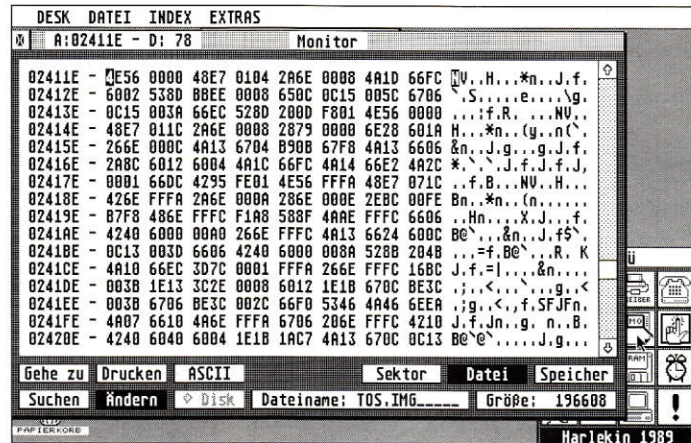 DESK DATEI INDEX EXTRAS
A:02411E - D: 78 Monitor
02411E - 4E56 0000 48E7 0104 2A6E 0008 4A1D 66FC NV..H...*n..J.f.
02412E - 6002 538D BBEE 0008 650C 0C15 005C 6706 `.S.....e....\g.
02413E - 0C15 003A 66EC 528D 200D F801 4E56 0000 ...:f.R. ...NV..
02414E - 48E7 011C 2A6E 0008 2879 0000 6E28 601A H...*n..(y..n(`.
02415E - 266E 000C 4A13 6704 B90B 67F8 4A13 6606 &n..J.g...g.J.f.
02416E - 2A8C 6012 6004 4A1C 66FC 4A14 66E2 4A2C *.`.`.J.f.J.f.J,
02417E - 0001 66DC 4295 FE01 4E56 FFFA 48E7 071C ..f.B...NV..H...
02418E - 426E FFFA 2A6E 000A 286E 000E 2EBC 00FE Bn..*n..(n......
02419E - B7F8 486E FFFC F1A8 588F 4AAE FFFC 6606 ..Hn....X.J...f.
0241AE - 4240 6000 00A0 266E FFFC 4A13 6624 600C B@`...&n..J.f$`.
0241BE - 0C13 003D 6606 4240 6000 008A 528B 204B ...=f.B@`...R. K
0241CE - 4A10 66EC 3D7C 0001 FFFA 266E FFFC 16BC J.f.=|....&n....
0241DE - 003B 1E13 3C2E 0008 6012 1E1B 670C BE3C .;..<...`...g..<
0241EE - 003B 6706 BE3C 002C 66F0 5346 4A46 6EEA .;g..<.,f.SFJFn.
0241FE - 4A07 6610 4A6E FFFA 6706 206E FFFC 4210 J.f.Jn..g. n..B.
02420E - 4240 6040 6004 1E1B 1AC7 4A13 670C 0C13 B@`@`.....J.g...
Gehe zu Drucken ASCII Sektor Datei Speicher
Suchen Ändern Disk Dateiname: TOS.IMG_____ Größe: 196608
PAPIERKORB
Harlekin 1989